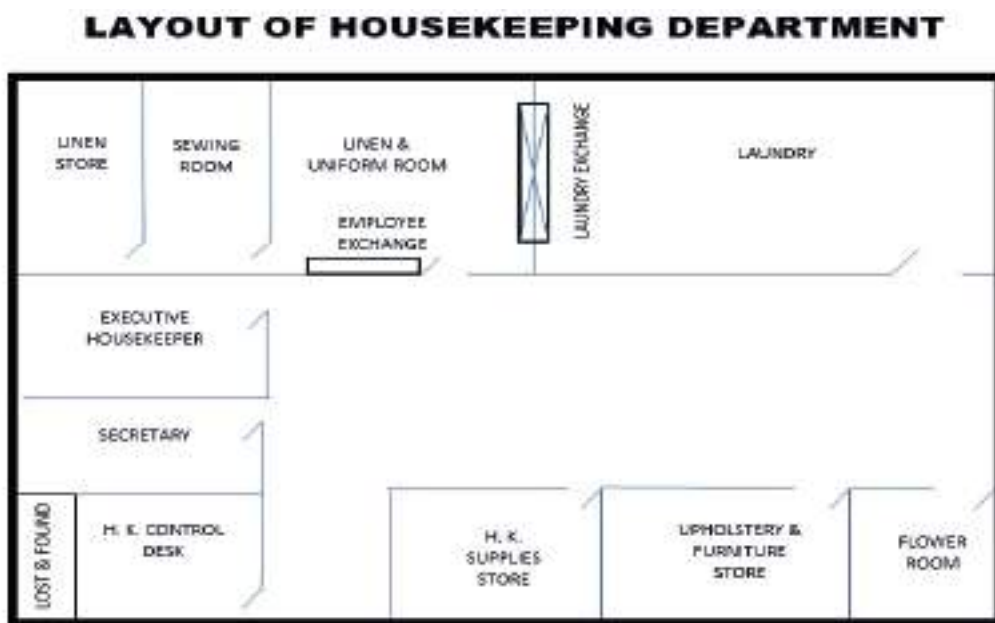 LAYOUT OF HOUSEKEEPING DEPARTMENT
LINEN
STORE
SEWING
ROOM
LINEN &
UNIFORM ROOM
EMPLOYEE
EXCHANGE
LAUNDRY EXCHANGE
LAUNDRY
EXECUTIVE
HOUSEKEEPER
SECRETARY
LOST & FOUND
H. K. CONTROL
DESK
H. K.
SUPPLIES
STORE
UPHOLSTERY &
FURNITURE
STORE
FLOWER
ROOM